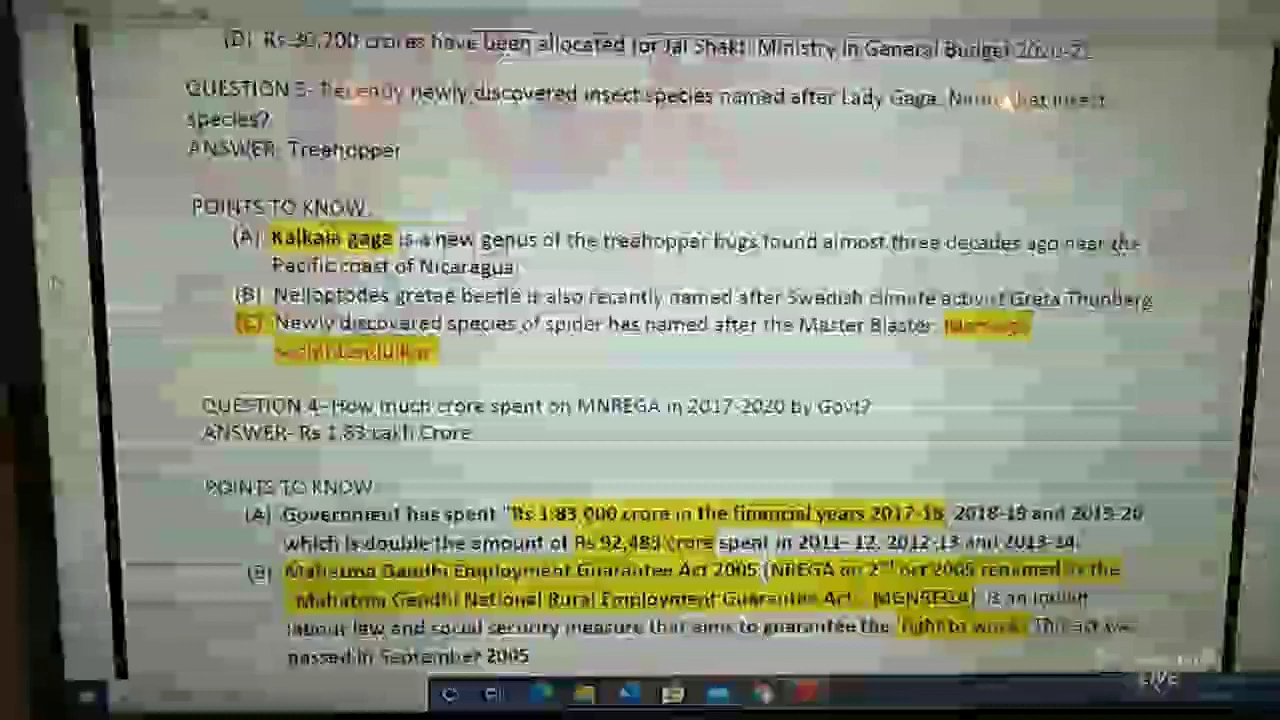 (D) Rs 30,200 crores have been allocated for Jal Shakti Ministry in General Budget 2020-21
QUESTION 3- Recently newly discovered insect species named after Lady Gaga. Name that insect
species?
ANSWER- Treehopper
POINTS TO KNOW
(A) Kaikaia gaga is a new genus of the treehopper bugs found almost three decades ago near the
Pacific coast of Nicaragua
(B) Nelloptodes gretae beetle is also recently named after Swedish climate activist Greta Thunberg
(C) Newly discovered species of spider has named after the Master Blaster
QUESTION 4- How much crore spent on MNREGA in 2017-2020 by Govt?
ANSWER- Rs 1.83 Lakh Crore
POINTS TO KNOW
(A) Government has spent "Rs 1.83,000 crore in the financial years 2017-18, 2018-19 and 2019-20
which is double the amount of Rs 92,483 crore spent in 2011-12, 2012-13 and 2013-14.
(B) Mahatma Gandhi Employment Guarantee Act 2005 (NREGA on 2nd oct 2005 renamed as the
Mahatma Gandhi National Rural Employment Guarantee Act, MGNREGA) is an Indian
labour law and social security measure that aims to guarantee the 'right to work'. This act was
passed in September 2005
LIVE